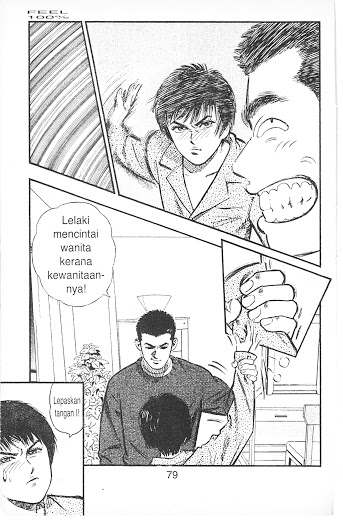 FEEL
100%
Lelaki
mencintai
wanita
kerana
kewanitaan-
nya!
Lepaskan
tangan I!
79